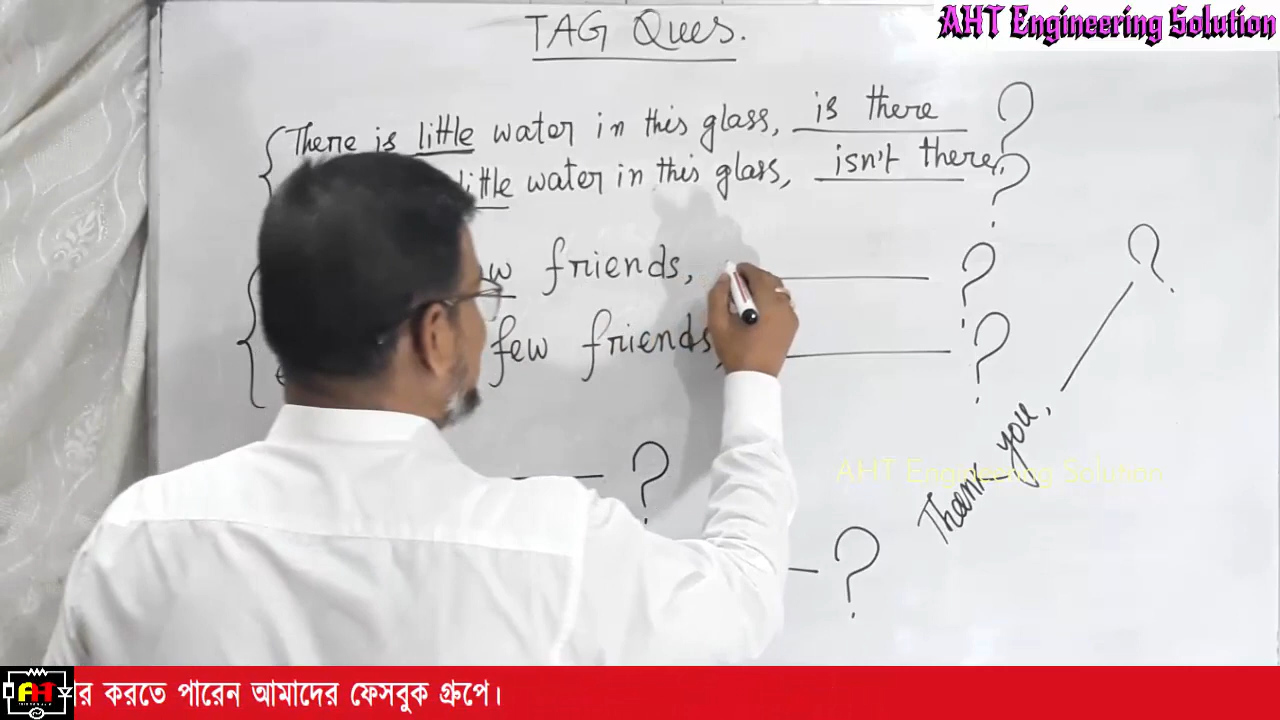 AHT Engineering Solution
TAG QUES.
There is little water in this glass, is there ?
little water in this glass, isn't there ?
friends, ?
few friends, ?
?
?
Thank you, ?
AHT Engineering Solution
AHT
র করতে পারেন আমাদের ফেসবুক গ্রুপে।